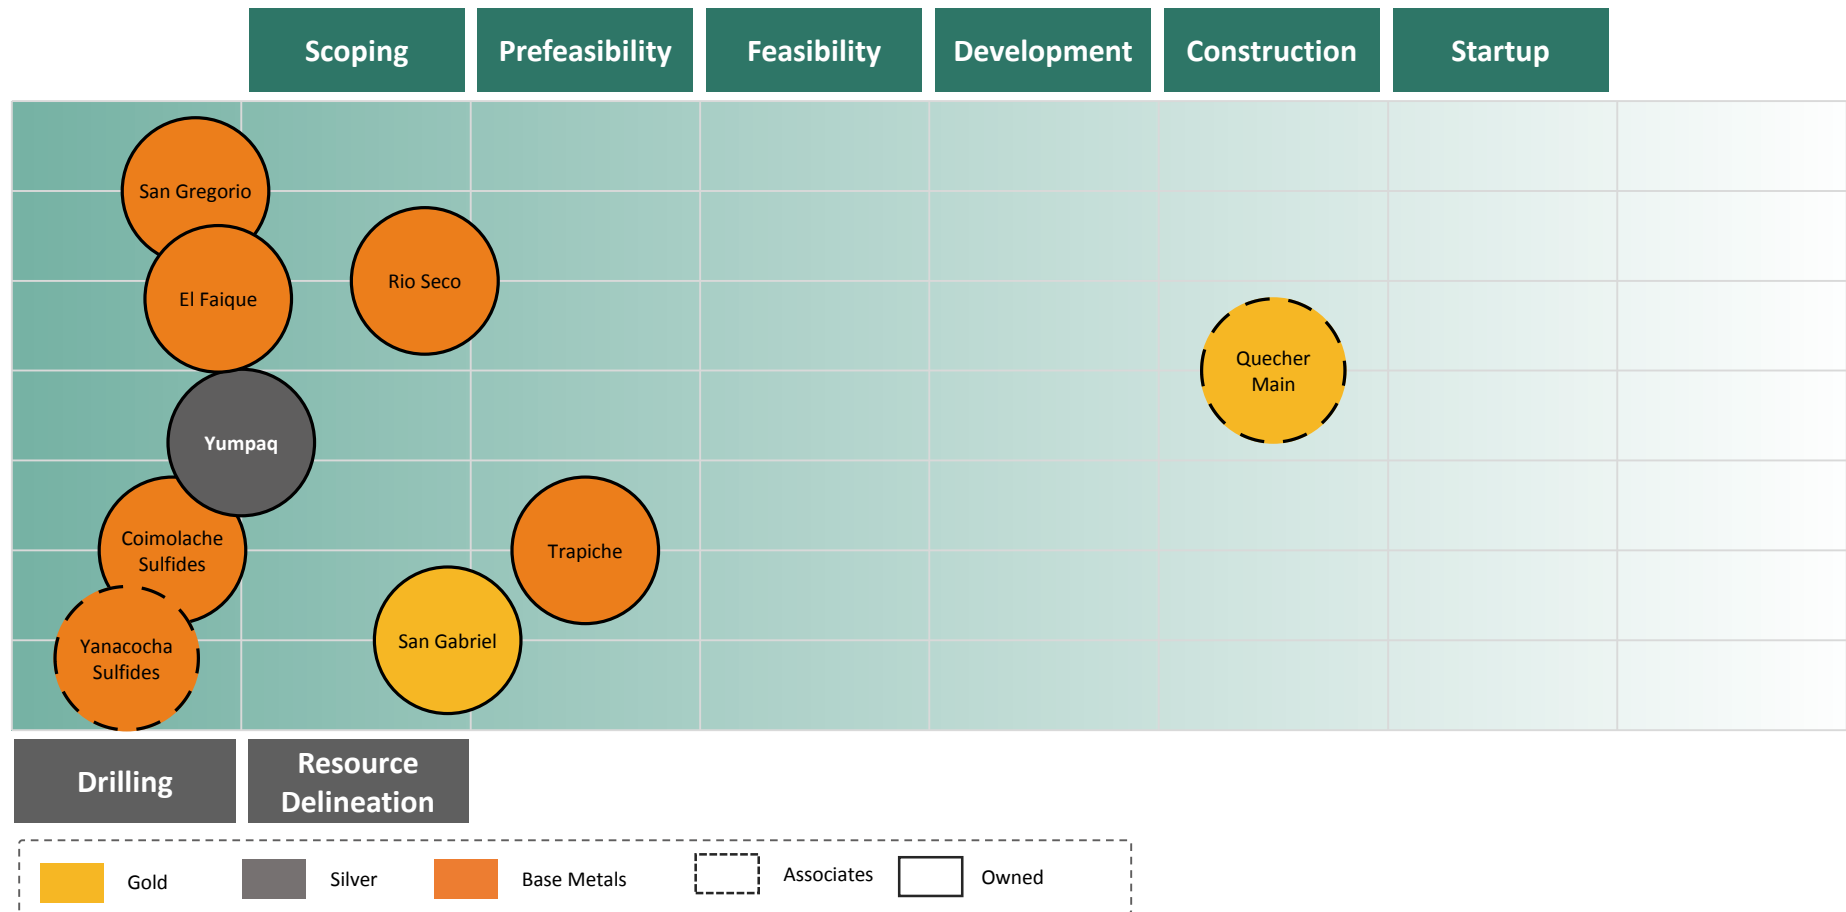 Scoping
Prefeasibility
Feasibility
Development
Construction
Startup
San Gregorio
El Faique
Rio Seco
Quecher
Main
Yumpaq
Coimolache
Sulfides
Trapiche
Yanacocha
Sulfides
San Gabriel
Drilling
Resource
Delineation
Gold
Silver
Base Metals
Associates
Owned